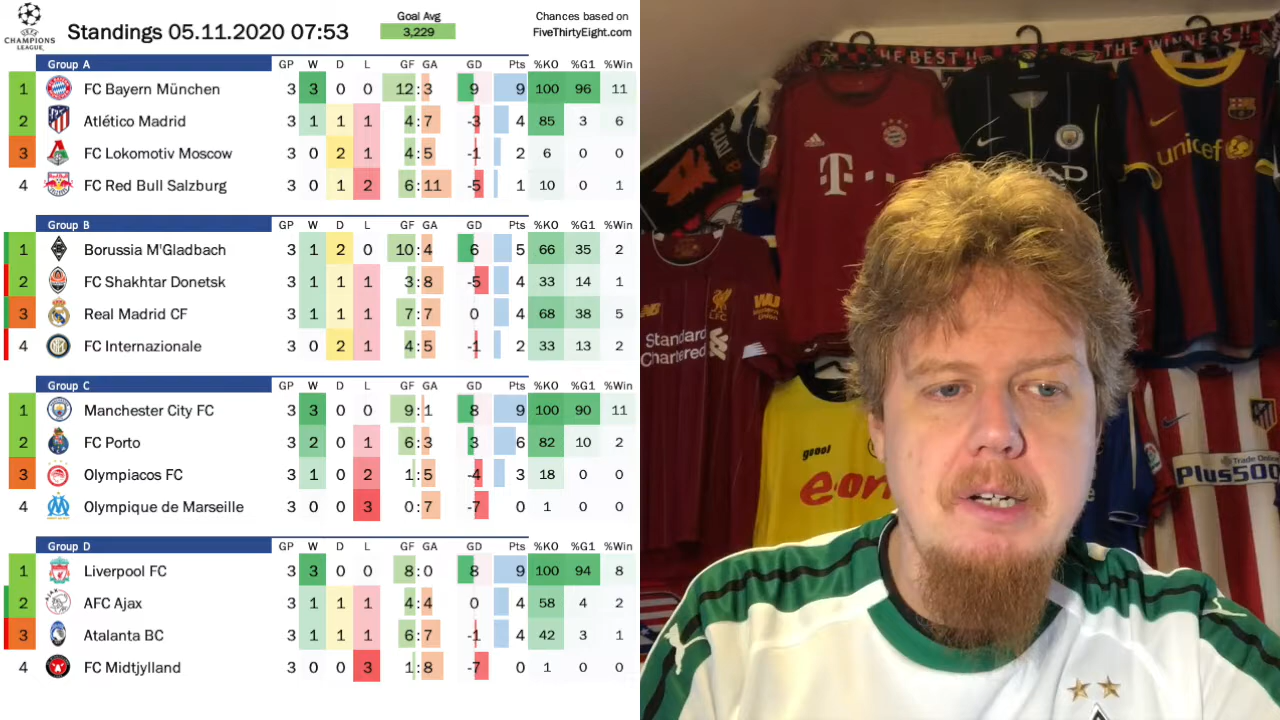 UEFA
CHAMPIONS
LEAGUE
Standings 05.11.2020 07:53
Goal Avg
3,229
Chances based on
FiveThirtyEight.com
Group A GP W D L GF GA GD Pts %KO %G1 %Win
1 FC Bayern München 3 3 0 0 12:3 9 9 100 96 11
2 Atlético Madrid 3 1 1 1 4:7 -3 4 85 3 6
3 FC Lokomotiv Moscow 3 0 2 1 4:5 -1 2 6 0 0
4 FC Red Bull Salzburg 3 0 1 2 6:11 -5 1 10 0 1
Group B GP W D L GF GA GD Pts %KO %G1 %Win
1 Borussia M'Gladbach 3 1 2 0 10:4 6 5 66 35 2
2 FC Shakhtar Donetsk 3 1 1 1 3:8 -5 4 33 14 1
3 Real Madrid CF 3 1 1 1 7:7 0 4 68 38 5
4 FC Internazionale 3 0 2 1 4:5 -1 2 33 13 2
Group C GP W D L GF GA GD Pts %KO %G1 %Win
1 Manchester City FC 3 3 0 0 9:1 8 9 100 90 11
2 FC Porto 3 2 0 1 6:3 3 6 82 10 2
3 Olympiacos FC 3 1 0 2 1:5 -4 3 18 0 0
4 Olympique de Marseille 3 0 0 3 0:7 -7 0 1 0 0
Group D GP W D L GF GA GD Pts %KO %G1 %Win
1 Liverpool FC 3 3 0 0 8:0 8 9 100 94 8
2 AFC Ajax 3 1 1 1 4:4 0 4 58 4 2
3 Atalanta BC 3 1 1 1 6:7 -1 4 42 3 1
4 FC Midtjylland 3 0 0 3 1:8 -7 0 1 0 0
THE BEST !!
THE WINNERS !!
adidas
T
unicef
Standard
Chartered
e·on
Trade Online
Plus500